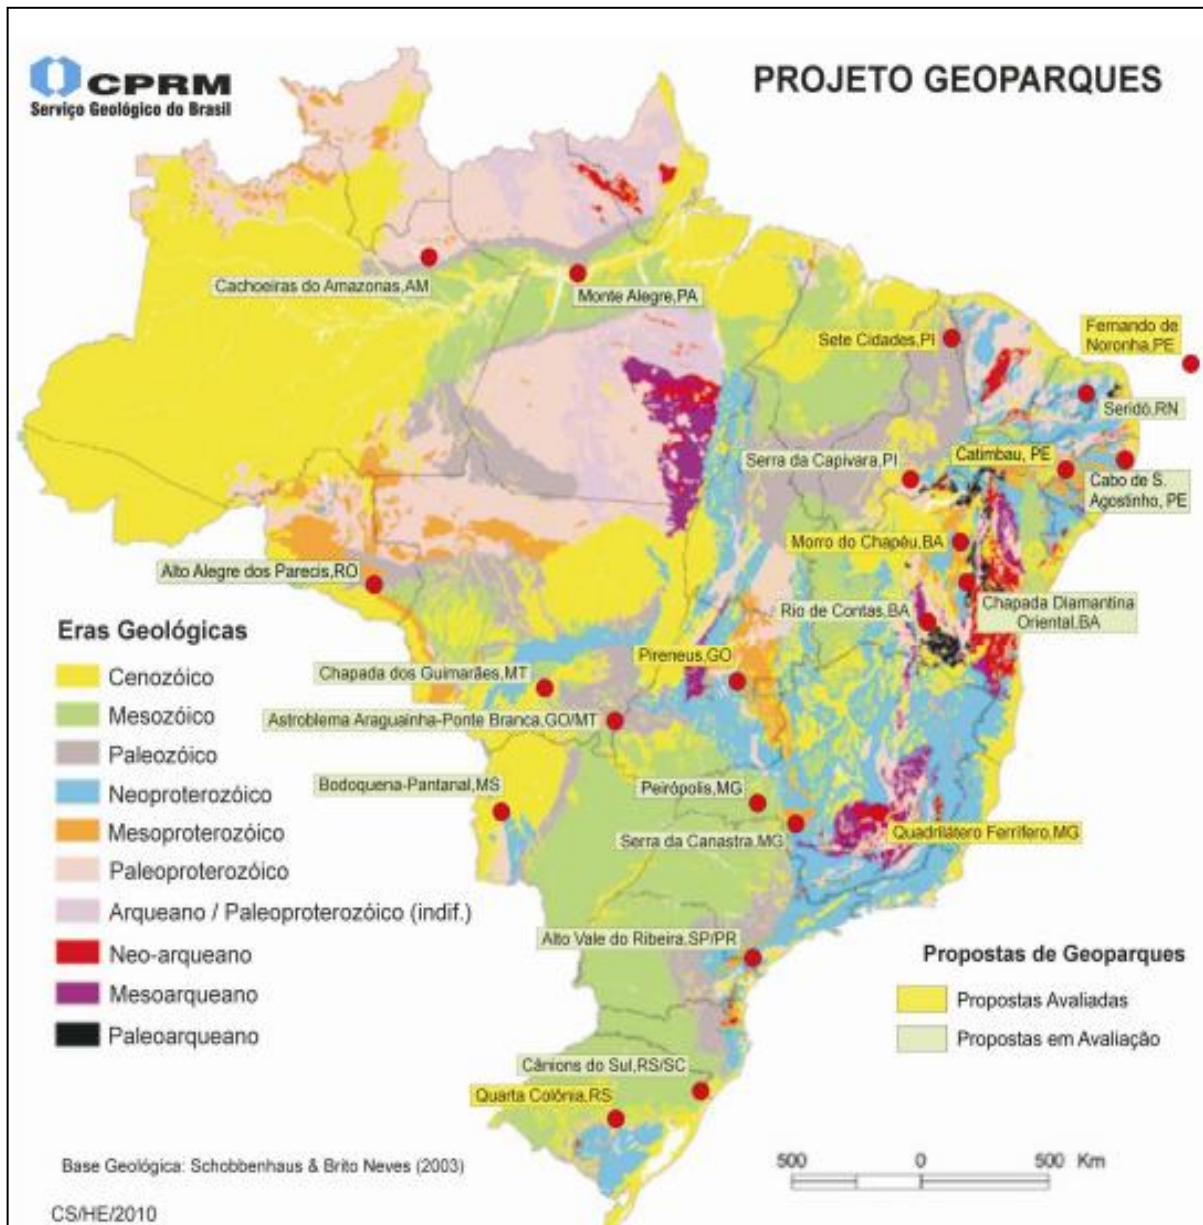 CPRM
Serviço Geológico do Brasil
PROJETO GEOPARQUES
Cachoeiras do Amazonas,AM
Monte Alegre,PA
Sete Cidades,PI
Fernando de
Noronha,PE
Seridó,RN
Serra da Capivara,PI
Catimbau, PE
Cabo de S.
Agostinho, PE
Morro do Chapéu,BA
Alto Alegre dos Parecis,RO
Rio de Contas,BA
Chapada Diamantina
Oriental,BA
Pireneus,GO
Chapada dos Guimarães,MT
Astroblema Araguainha-Ponte Branca,GO/MT
Bodoquena-Pantanal,MS
Peirópolis,MG
Serra da Canastra,MG
Quadrilátero Ferrífero,MG
Alto Vale do Ribeira,SP/PR
Cânions do Sul,RS/SC
Quarta Colônia,RS
Eras Geológicas
Cenozóico
Mesozóico
Paleozóico
Neoproterozóico
Mesoproterozóico
Paleoproterozóico
Arqueano / Paleoproterozóico (indif.)
Neo-arqueano
Mesoarqueano
Paleoarqueano
Propostas de Geoparques
Propostas Avaliadas
Propostas em Avaliação
Base Geológica: Schobbenhaus & Brito Neves (2003)
500 0 500 Km
CS/HE/2010